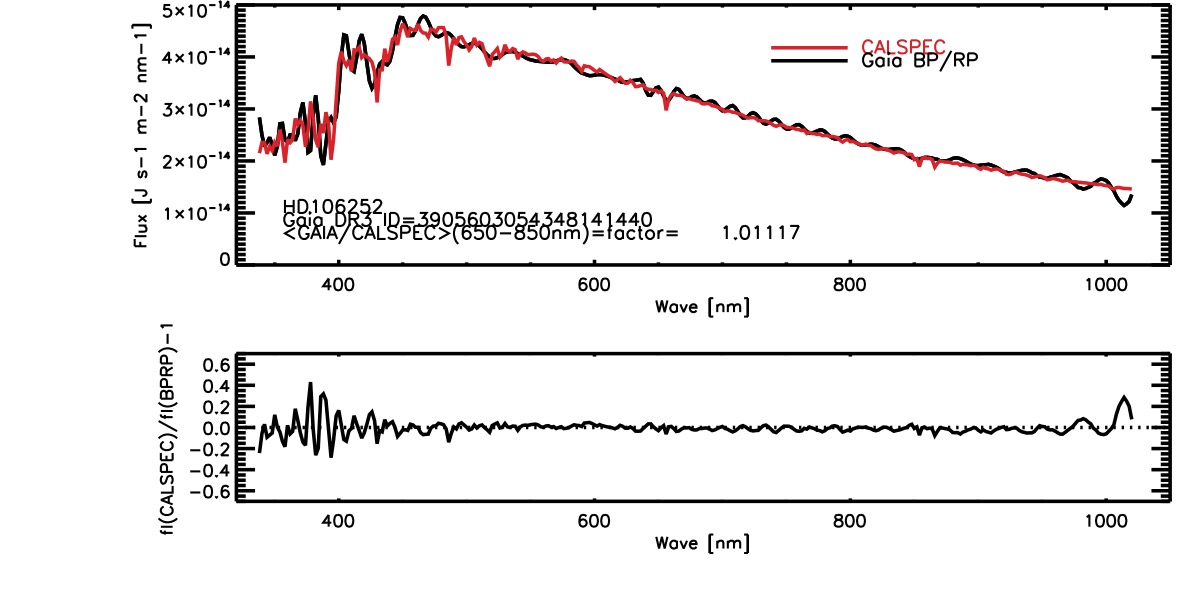 5×10−14
4×10−14
3×10−14
2×10−14
1×10−14
0
Flux [J s−1 m−2 nm−1]
CALSPEC
Gaia BP/RP
HD106252
Gaia DR3 ID=3905603054348141440
<GAIA/CALSPEC>(650−850nm)=factor= 1.01117
400 600 800 1000
Wave [nm]
fl(CALSPEC)/fl(BPRP)−1
0.6
0.4
0.2
0.0
−0.2
−0.4
−0.6
400 600 800 1000
Wave [nm]